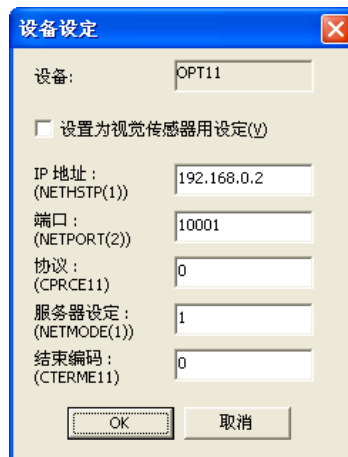 设备设定
设备: OPT11
设置为视觉传感器用设定(V)
IP 地址： 192.168.0.2
(NETHSTP(1))
端口： 10001
(NETPORT(2))
协议： 0
(CPRCE11)
服务器设定： 1
(NETMODE(1))
结束编码： 0
(CTERME11)
OK 取消